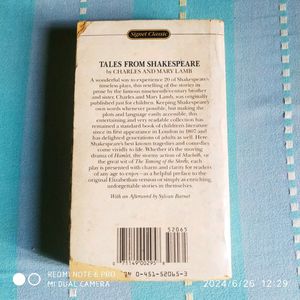 Signet Classic
TALES FROM SHAKESPEARE
by CHARLES AND MARY LAMB
A wonderful way to experience 20 of Shakespeare's
timeless plays, this retelling of the stories in
prose by the famous nineteenth-century brother
and sister, Charles and Mary Lamb, was originally
published just for children. Keeping Shakespeare's
own words whenever possible, but making the
plots and language easily accessible, this
entertaining and very readable collection has
remained a standard book of children's literature
since its first appearance in London in 1807 and
has delighted generations of adults as well. Here
Shakespeare's best known tragedies and comedies
come vividly to life. Whether it's the stirring
drama of Hamlet, the stormy action of Macbeth, or
the great wit of The Taming of the Shrew, each
play is presented with charm and clarity for readers
of any age to enjoy—as a helpful preface to the
original Elizabethan version or simply as enriching,
unforgettable stories in themselves.
With an Afterword by Sylvan Barnet
52065
0-451-52065-3
REDMI NOTE 6 PRO
MI DUAL CAMERA
2024/6/26 12:29